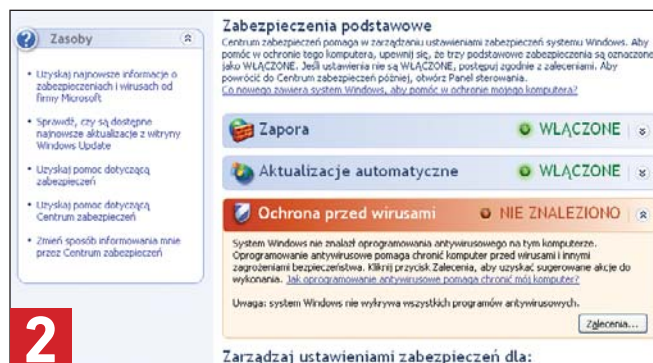 Zasoby
• Uzyskaj najnowsze informacje o
zabezpieczeniach i wirusach od
firmy Microsoft
• Sprawdź, czy są dostępne
najnowsze aktualizacje z witryny
Windows Update
• Uzyskaj pomoc dotyczącą
zabezpieczeń
• Uzyskaj pomoc dotyczącą
Centrum zabezpieczeń
• Zmień sposób informowania mnie
przez Centrum zabezpieczeń
Zabezpieczenia podstawowe
Centrum zabezpieczeń pomaga w zarządzaniu ustawieniami zabezpieczeń systemu Windows. Aby
pomóc w ochronie tego komputera, upewnij się, że trzy podstawowe zabezpieczenia są oznaczone
jako WŁĄCZONE. Jeśli ustawienia nie są WŁĄCZONE, postępuj zgodnie z zaleceniami. Aby
powrócić do Centrum zabezpieczeń później, otwórz Panel sterowania.
Co nowego zawiera system Windows, aby pomóc w ochronie mojego komputera?
Zapora WŁĄCZONE
Aktualizacje automatyczne WŁĄCZONE
Ochrona przed wirusami NIE ZNALEZIONO
System Windows nie znalazł oprogramowania antywirusowego na tym komputerze.
Oprogramowanie antywirusowe pomaga chronić komputer przed wirusami i innymi
zagrożeniami bezpieczeństwa. Kliknij przycisk Zalecenia, aby uzyskać sugerowane akcje do
wykonania. Jak oprogramowanie antywirusowe pomaga chronić mój komputer?
Uwaga: system Windows nie wykrywa wszystkich programów antywirusowych.
Zalecenia...
Zarządzaj ustawieniami zabezpieczeń dla:
2